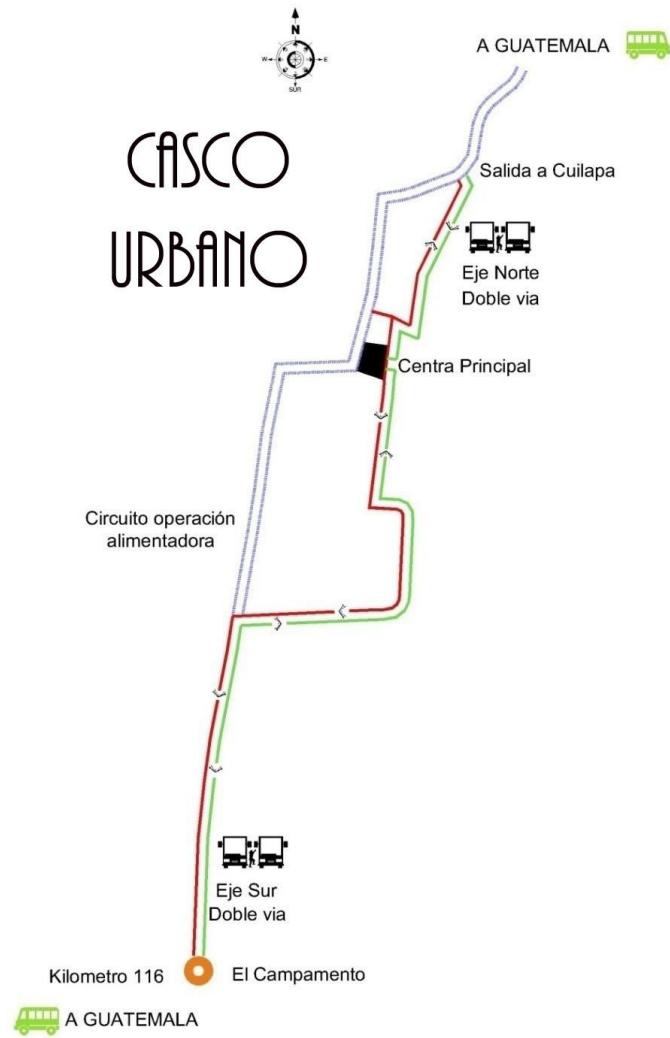 N
W
E
SUR
A GUATEMALA
CASCO
URBANO
Salida a Cuilapa
Eje Norte
Doble via
Centra Principal
Circuito operación
alimentadora
Eje Sur
Doble via
Kilometro 116
El Campamento
A GUATEMALA